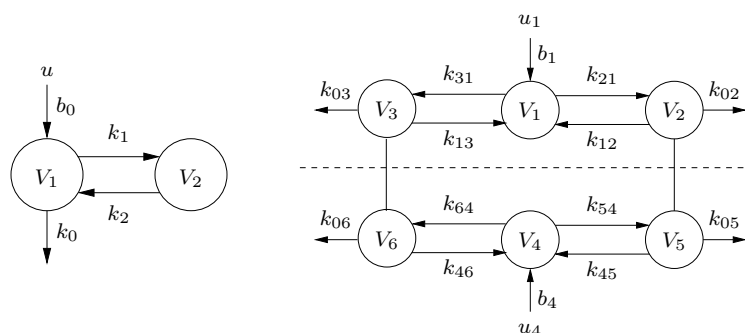 u
b₀
k₁
V₁
V₂
k₂
k₀
u₁
b₁
k₀₃
k₃₁
k₂₁
k₀₂
V₃
V₁
V₂
k₁₃
k₁₂
k₀₆
k₆₄
k₅₄
k₀₅
V₆
V₄
V₅
k₄₆
k₄₅
b₄
u₄